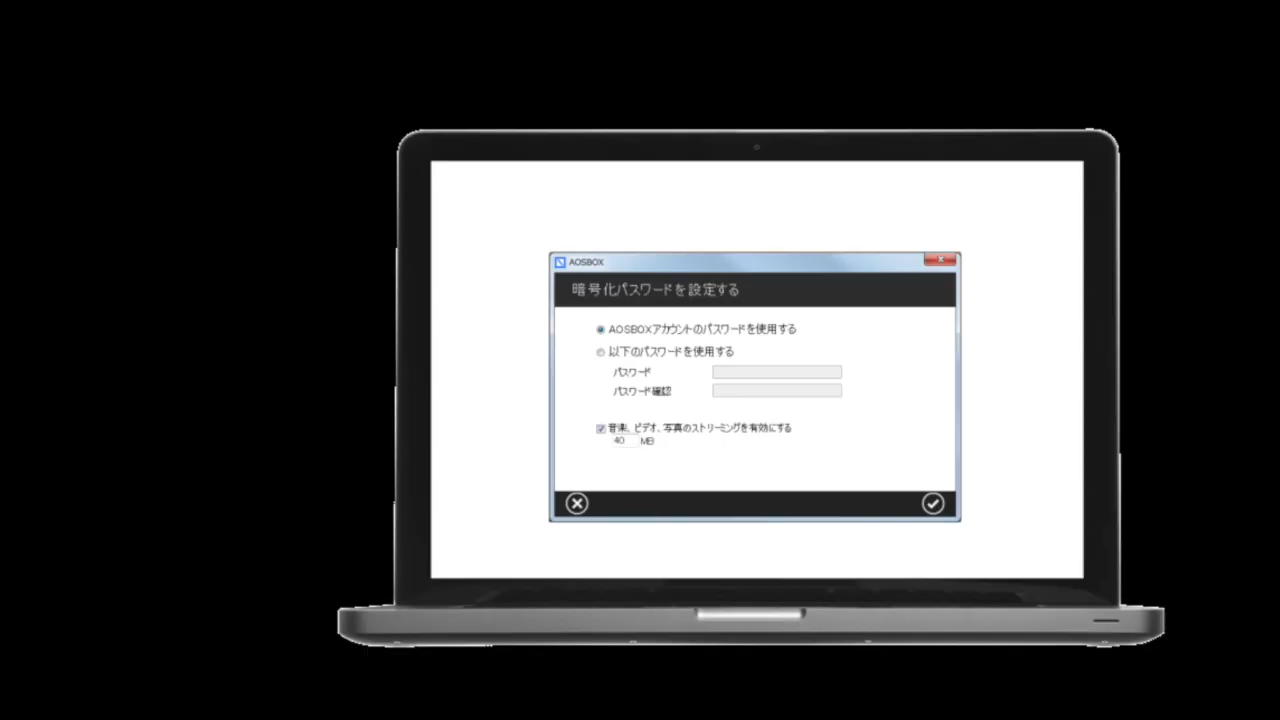 AOSBOX
暗号化パスワードを設定する
AOSBOXアカウントのパスワードを使用する
以下のパスワードを使用する
パスワード
パスワード確認
音楽、ビデオ、写真のストリーミングを有効にする
40 MB